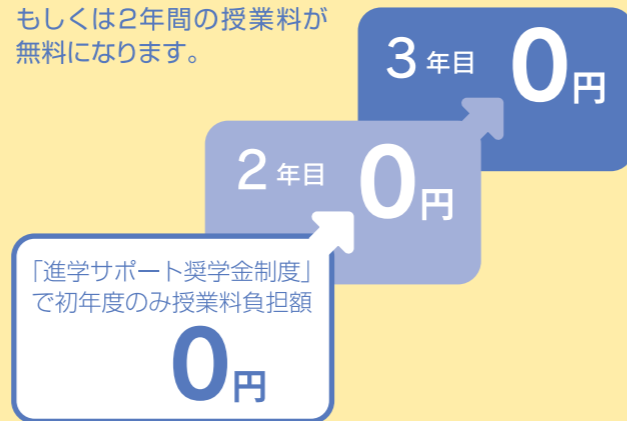 もしくは2年間の授業料が
無料になります。
3年目 0円
2年目 0円
「進学サポート奨学金制度」
で初年度のみ授業料負担額
0円